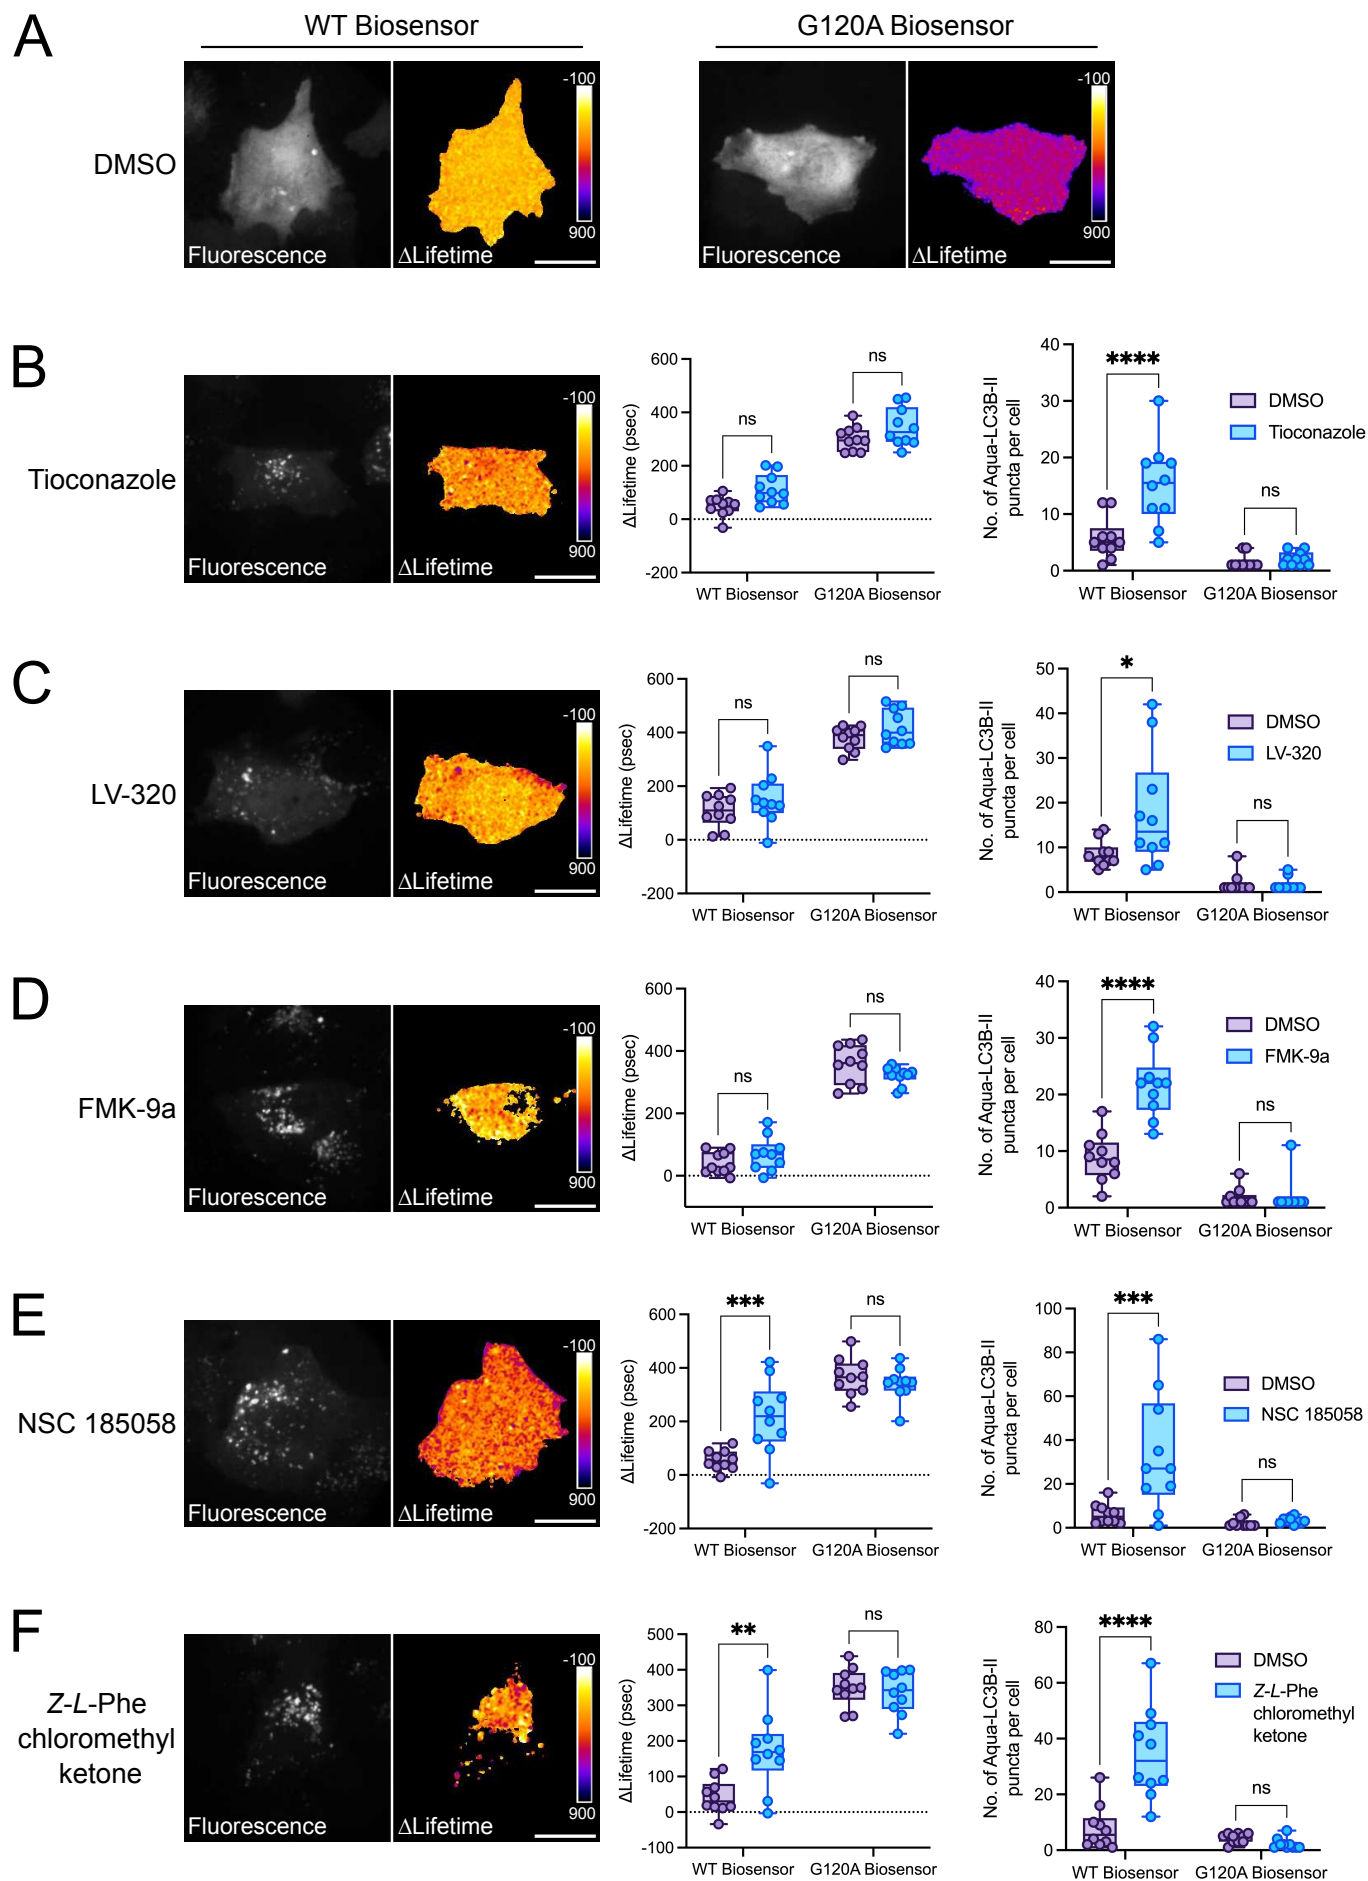 A
WT Biosensor
G120A Biosensor
DMSO
Fluorescence
ΔLifetime
-100
900
Fluorescence
ΔLifetime
-100
900
B
Tioconazole
Fluorescence
ΔLifetime
-100
900
ΔLifetime (psec)
600
400
200
0
-200
ns
ns
WT Biosensor
G120A Biosensor
No. of Aqua-LC3B-II
puncta per cell
40
30
20
10
0
****
ns
WT Biosensor
G120A Biosensor
DMSO
Tioconazole
C
LV-320
Fluorescence
ΔLifetime
-100
900
ΔLifetime (psec)
600
400
200
0
-200
ns
ns
WT Biosensor
G120A Biosensor
No. of Aqua-LC3B-II
puncta per cell
50
40
30
20
10
0
*
ns
WT Biosensor
G120A Biosensor
DMSO
LV-320
D
FMK-9a
Fluorescence
ΔLifetime
-100
900
ΔLifetime (psec)
600
400
200
0
ns
ns
WT Biosensor
G120A Biosensor
No. of Aqua-LC3B-II
puncta per cell
40
30
20
10
0
****
ns
WT Biosensor
G120A Biosensor
DMSO
FMK-9a
E
NSC 185058
Fluorescence
ΔLifetime
-100
900
ΔLifetime (psec)
600
400
200
0
-200
***
ns
WT Biosensor
G120A Biosensor
No. of Aqua-LC3B-II
puncta per cell
100
80
60
40
20
0
***
ns
WT Biosensor
G120A Biosensor
DMSO
NSC 185058
F
Z-L-Phe
chloromethyl
ketone
Fluorescence
ΔLifetime
-100
900
ΔLifetime (psec)
500
400
300
200
100
0
-100
**
ns
WT Biosensor
G120A Biosensor
No. of Aqua-LC3B-II
puncta per cell
80
60
40
20
0
****
ns
WT Biosensor
G120A Biosensor
DMSO
Z-L-Phe
chloromethyl
ketone